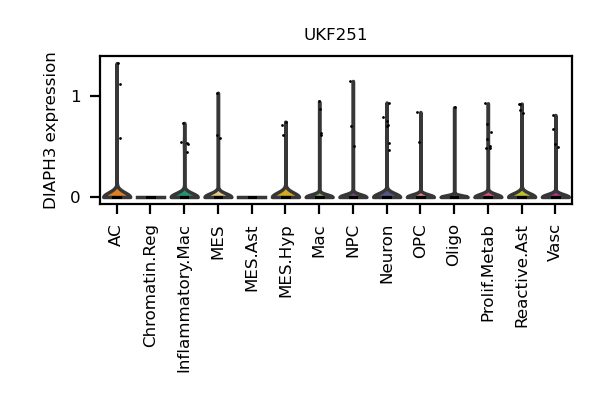 UKF251
DIAPH3 expression
1
0
AC
Chromatin.Reg
Inflammatory.Mac
MES
MES.Ast
MES.Hyp
Mac
NPC
Neuron
OPC
Oligo
Prolif.Metab
Reactive.Ast
Vasc